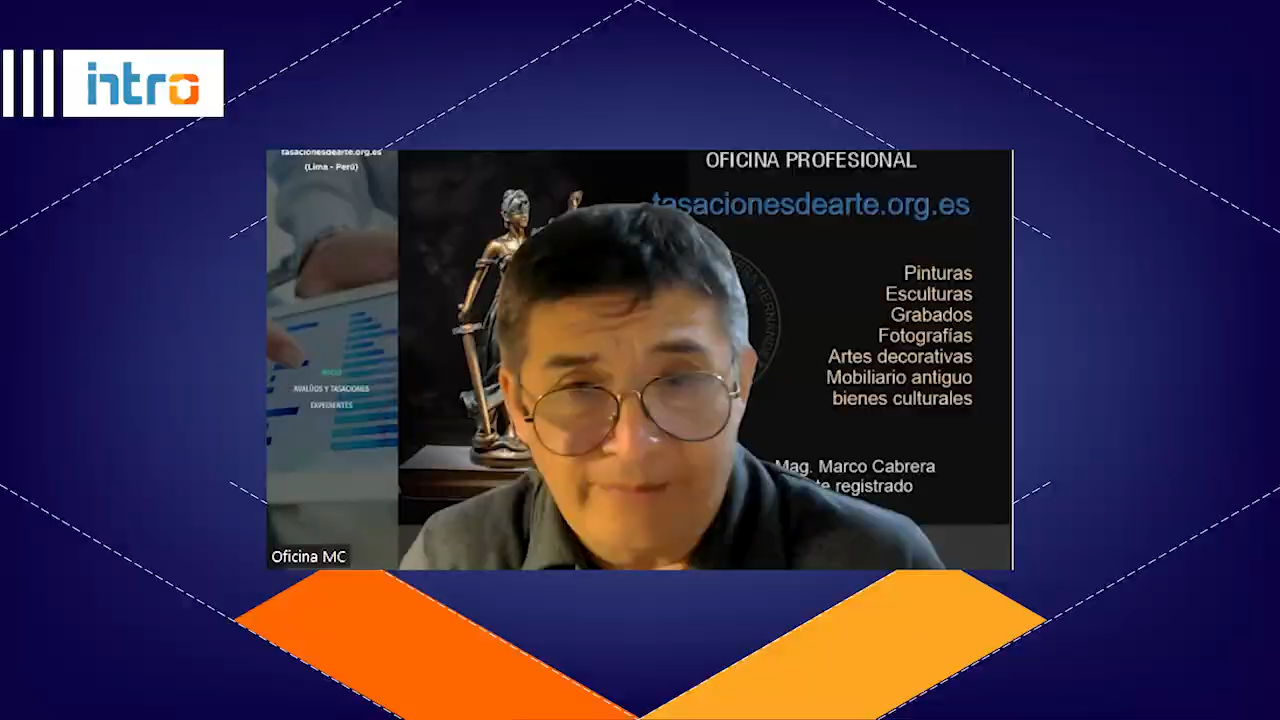 intro
tasacionesdearte.org.es
(Lima - Perú)
INICIO
AVALÚOS Y TASACIONES
EXPEDIENTES
OFICINA PROFESIONAL
tasacionesdearte.org.es
Pinturas
Esculturas
Grabados
Fotografías
Artes decorativas
Mobiliario antiguo
bienes culturales
Mag. Marco Cabrera
registrado
Oficina MC